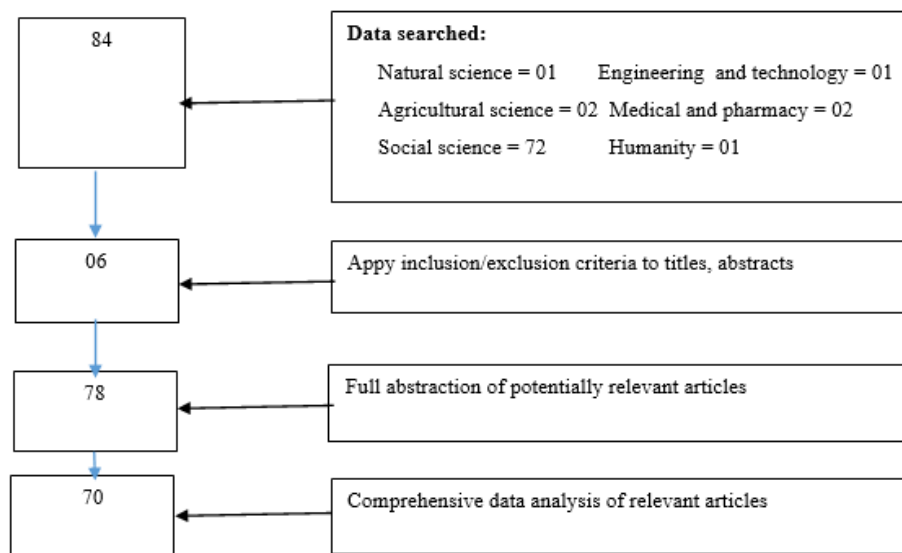 84
Data searched:
Natural science = 01 Engineering and technology = 01
Agricultural science = 02 Medical and pharmacy = 02
Social science = 72 Humanity = 01
06
Appy inclusion/exclusion criteria to titles, abstracts
78
Full abstraction of potentially relevant articles
70
Comprehensive data analysis of relevant articles